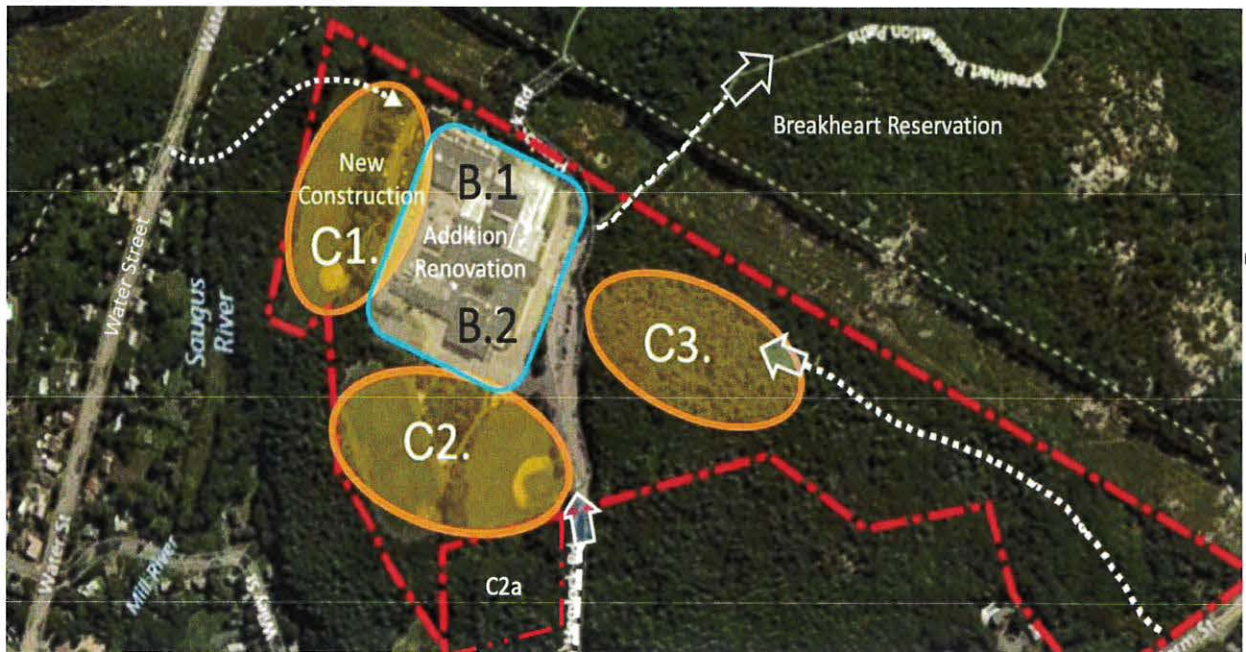 Breakheart Reservation Paths
Breakheart Reservation
New
Construction
C1.
B.1
Addition/
Renovation
B.2
Water Street
Saugus
River
C3.
C2.
C2a
Water St
Mill River